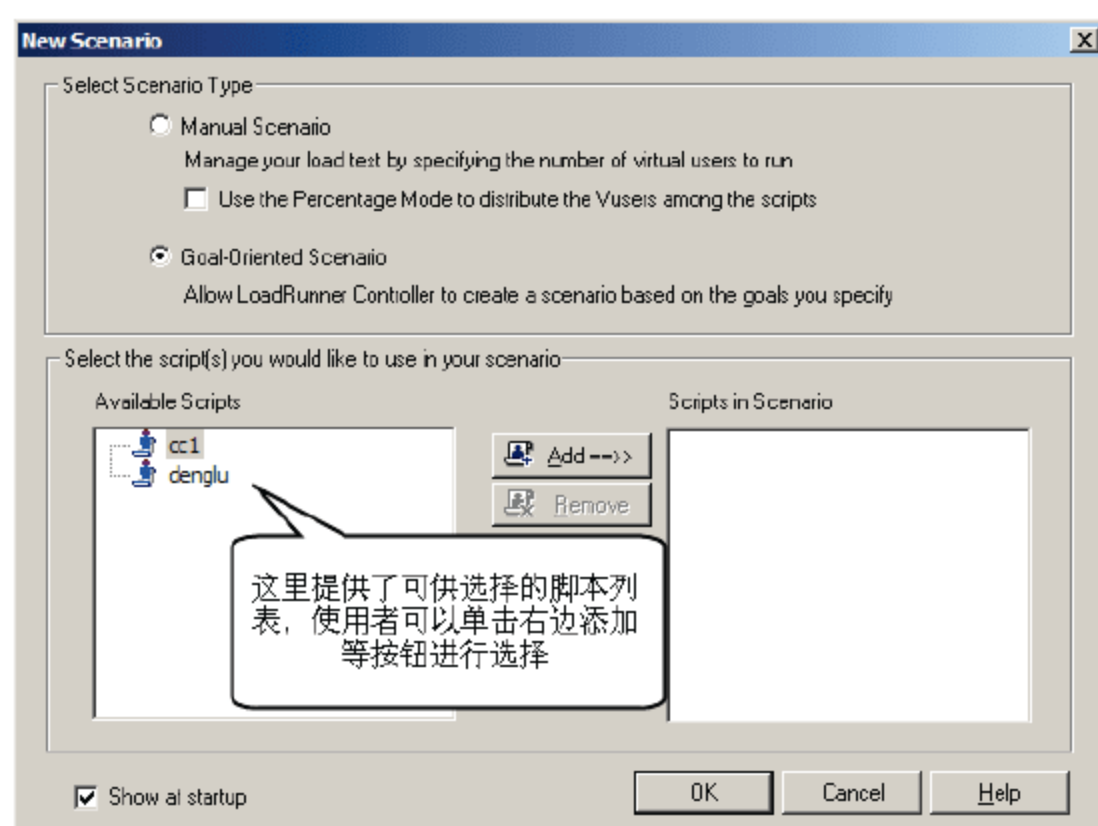 New Scenario
Select Scenario Type
Manual Scenario
Manage your load test by specifying the number of virtual users to run
Use the Percentage Mode to distribute the Vusers among the scripts
Goal-Oriented Scenario
Allow LoadRunner Controller to create a scenario based on the goals you specify
Select the script(s) you would like to use in your scenario
Available Scripts
Scripts in Scenario
cc1
denglu
Add ==>>
Remove
这里提供了可供选择的脚本列
表，使用者可以单击右边添加
等按钮进行选择
Show at startup
OK
Cancel
Help